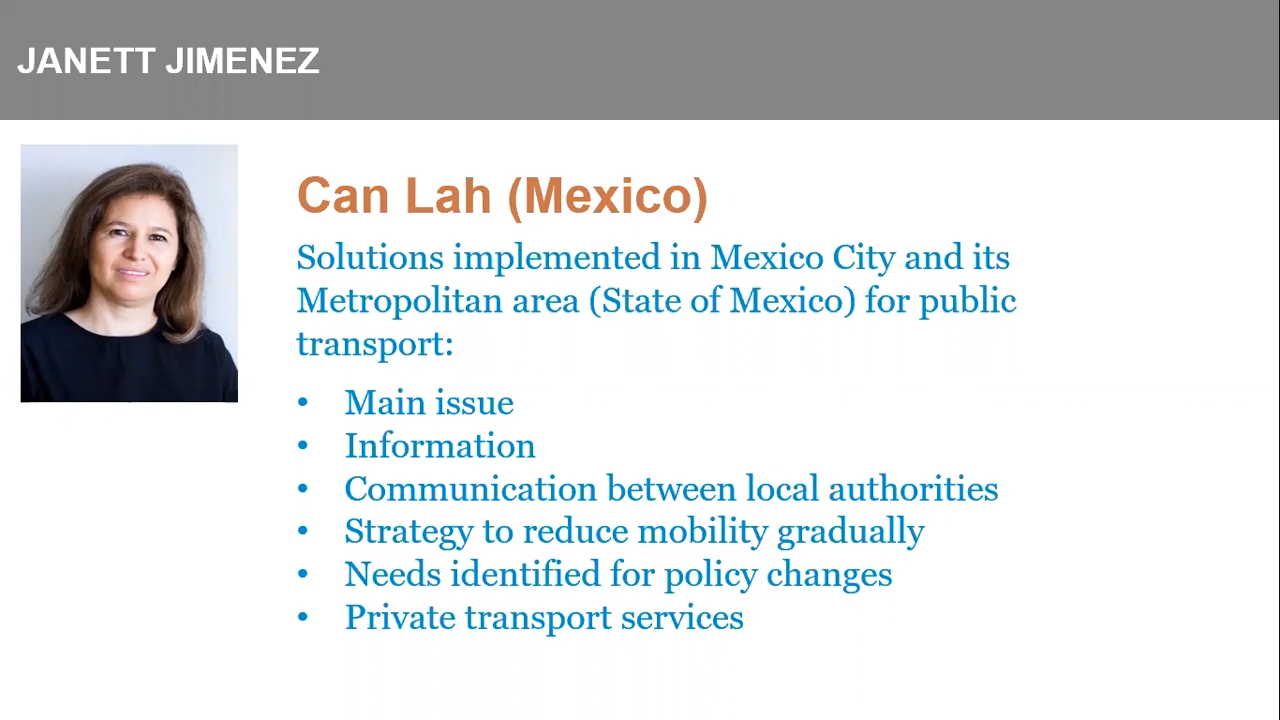 JANETT JIMENEZ
Can Lah (Mexico)
Solutions implemented in Mexico City and its
Metropolitan area (State of Mexico) for public
transport:
• Main issue
• Information
• Communication between local authorities
• Strategy to reduce mobility gradually
• Needs identified for policy changes
• Private transport services